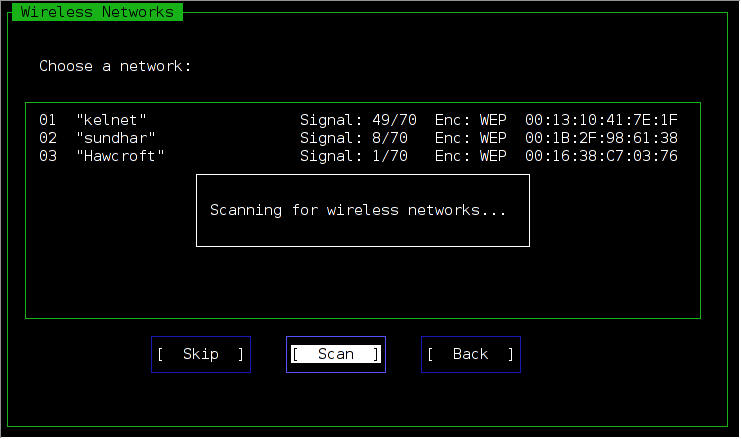 Wireless Networks
Choose a network:
01 "kelnet" Signal: 49/70 Enc: WEP 00:13:10:41:7E:1F
02 "sundhar" Signal: 8/70 Enc: WEP 00:1B:2F:98:61:38
03 "Hawcroft" Signal: 1/70 Enc: WEP 00:16:38:C7:03:76
Scanning for wireless networks...
[ Skip ] [ Scan ] [ Back ]